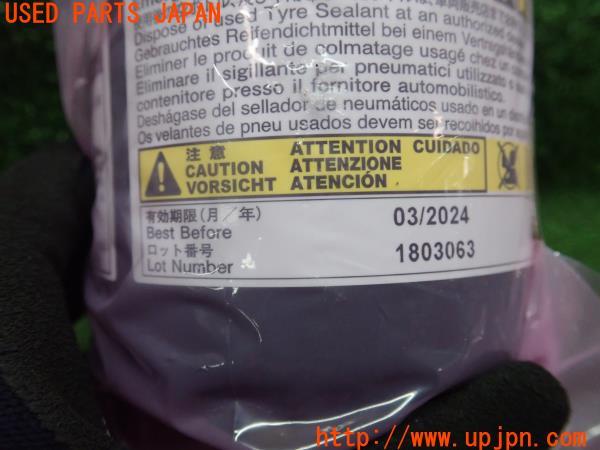 USED PARTS JAPAN
Dispose of used Tyre Sealant at an authorized
Gebrauchtes Reifendichtmittel bei einem
Eliminer le produit de colmatage usagé chez un
Eliminare il sigillante per pneumatici utilizzati
contenitore presso il fornitore automobilistico.
Deshágase del sellador de neumáticos usado en un
Os velantes de pneu usados devem ser recolhidos por
注意 ATTENTION CUIDADO
CAUTION ATTENZIONE
VORSICHT ATENCIÓN
有効期限(月/年) 03/2024
Best Before
ロット番号 1803063
Lot Number
http://www.upjpn.com/